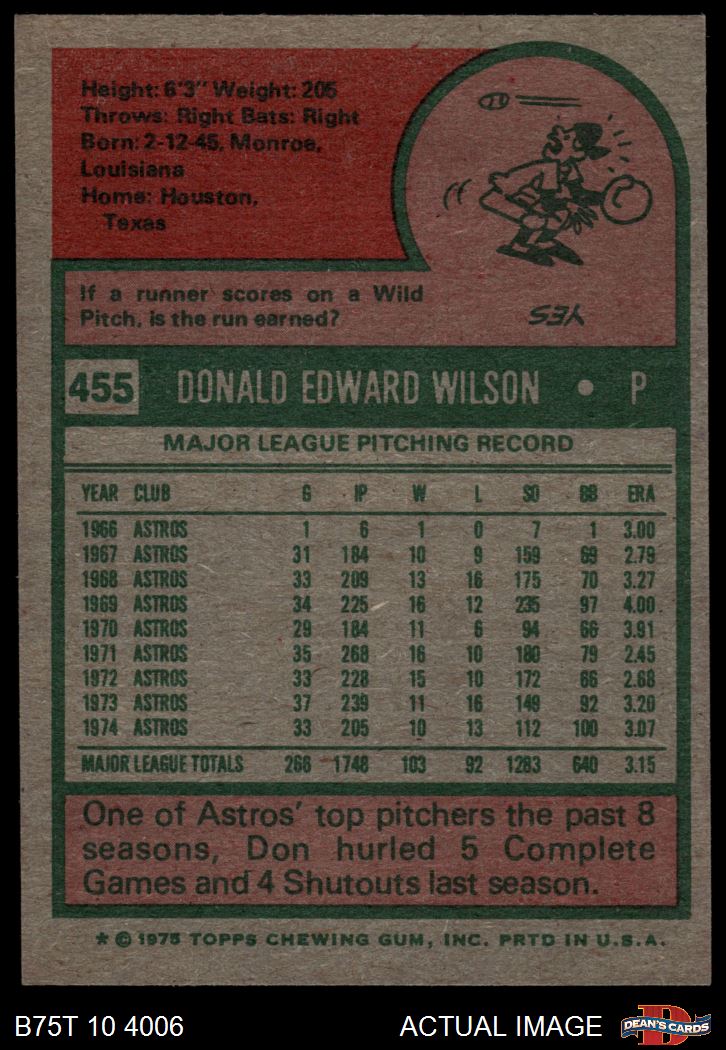 Height: 6'3" Weight: 205
Throws: Right Bats: Right
Born: 2-12-45, Monroe,
Louisiana
Home: Houston,
Texas
If a runner scores on a Wild
Pitch, is the run earned?
YES
455 DONALD EDWARD WILSON • P
MAJOR LEAGUE PITCHING RECORD
YEAR CLUB G IP W L SO BB ERA
1966 ASTROS 1 6 1 0 7 1 3.00
1967 ASTROS 31 184 10 9 159 69 2.79
1968 ASTROS 33 209 13 16 175 70 3.27
1969 ASTROS 34 225 16 12 235 97 4.00
1970 ASTROS 29 184 11 6 94 66 3.91
1971 ASTROS 35 268 16 10 180 79 2.45
1972 ASTROS 33 228 15 10 172 66 2.68
1973 ASTROS 37 239 11 16 149 92 3.20
1974 ASTROS 33 205 10 13 112 100 3.07
MAJOR LEAGUE TOTALS 266 1748 103 92 1283 640 3.15
One of Astros' top pitchers the past 8
seasons, Don hurled 5 Complete
Games and 4 Shutouts last season.
* © 1975 TOPPS CHEWING GUM, INC. PRTD IN U.S.A.
B75T 10 4006 ACTUAL IMAGE
D
DEAN'S CARDS